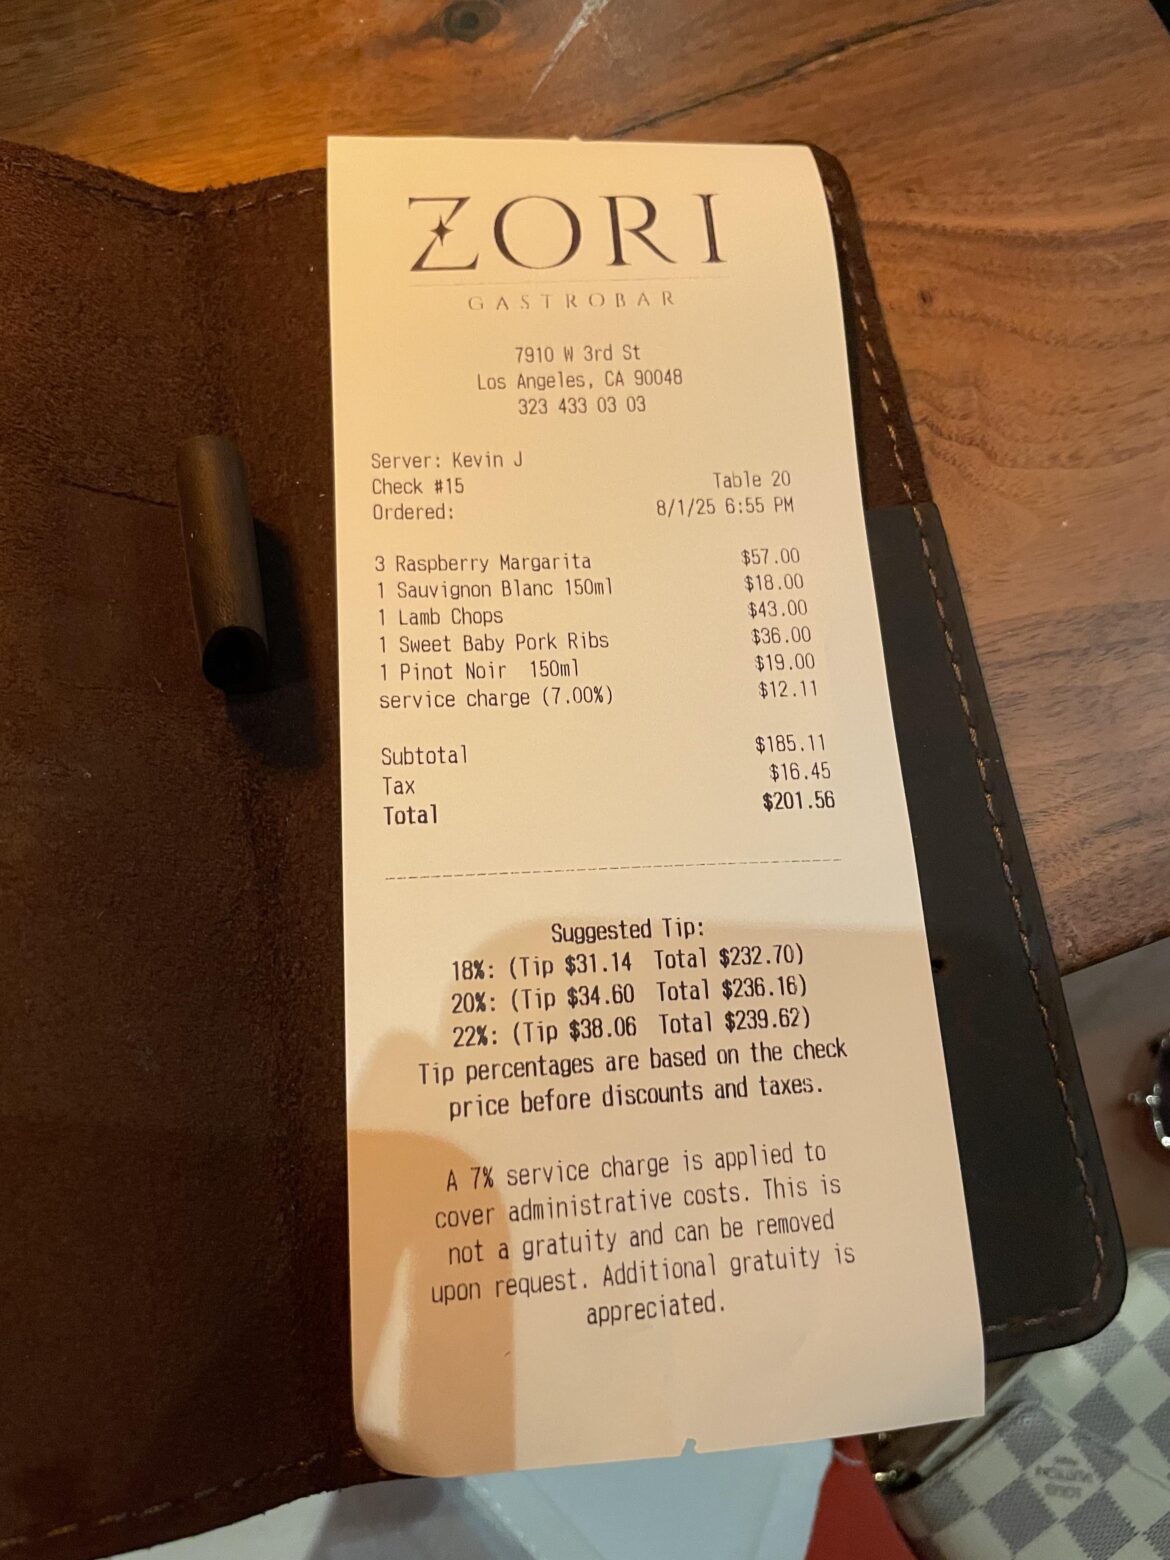 ZORI
GASTROBAR
7910 W 3rd St
Los Angeles, CA 90048
323 433 03 03
Server: Kevin J
Check #15 Table 20
Ordered: 8/1/25 6:55 PM
3 Raspberry Margarita $57.00
1 Sauvignon Blanc 150ml $18.00
1 Lamb Chops $43.00
1 Sweet Baby Pork Ribs $36.00
1 Pinot Noir 150ml $19.00
service charge (7.00%) $12.11
Subtotal $185.11
Tax $16.45
Total $201.56
Suggested Tip:
18%: (Tip $31.14 Total $232.70)
20%: (Tip $34.60 Total $236.16)
22%: (Tip $38.06 Total $239.62)
Tip percentages are based on the check
price before discounts and taxes.
A 7% service charge is applied to
cover administrative costs. This is
not a gratuity and can be removed
upon request. Additional gratuity is
appreciated.
LOUIS
VUITTON
PARIS